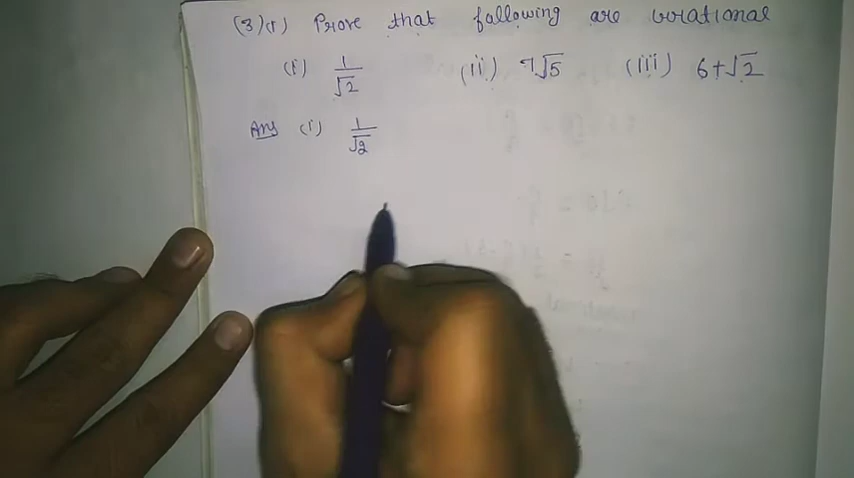 (3)(i) Prove that following are irrational
(i) 1/√2 (ii) 7√5 (iii) 6+√2
Ans (i) 1/√2